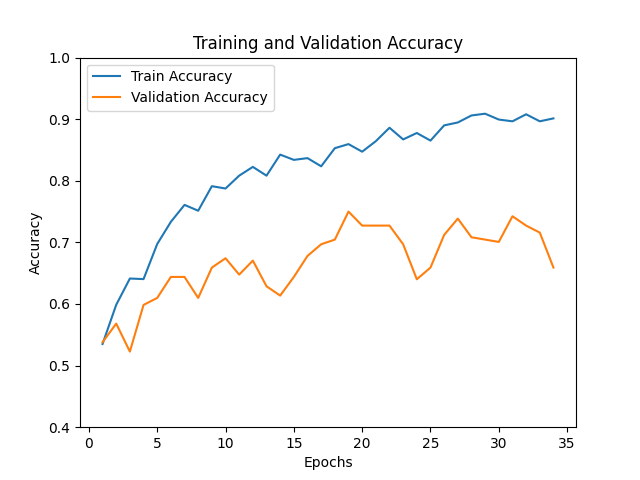 Training and Validation Accuracy
Train Accuracy
Validation Accuracy
Accuracy
1.0
0.9
0.8
0.7
0.6
0.5
0.4
0 5 10 15 20 25 30 35
Epochs